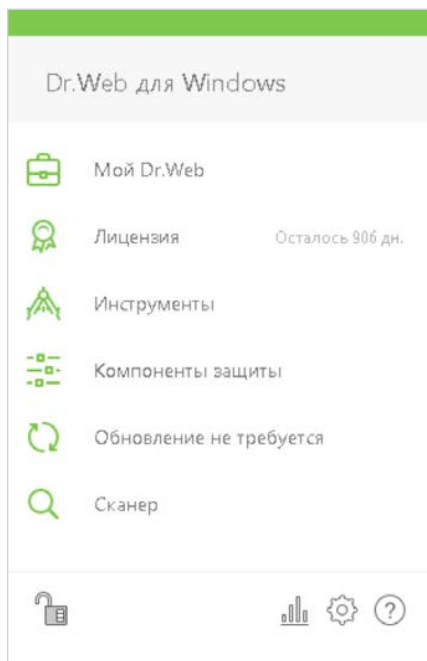 Dr.Web для Windows
Мой Dr.Web
Лицензия Осталось 906 дн.
Инструменты
Компоненты защиты
Обновление не требуется
Сканер